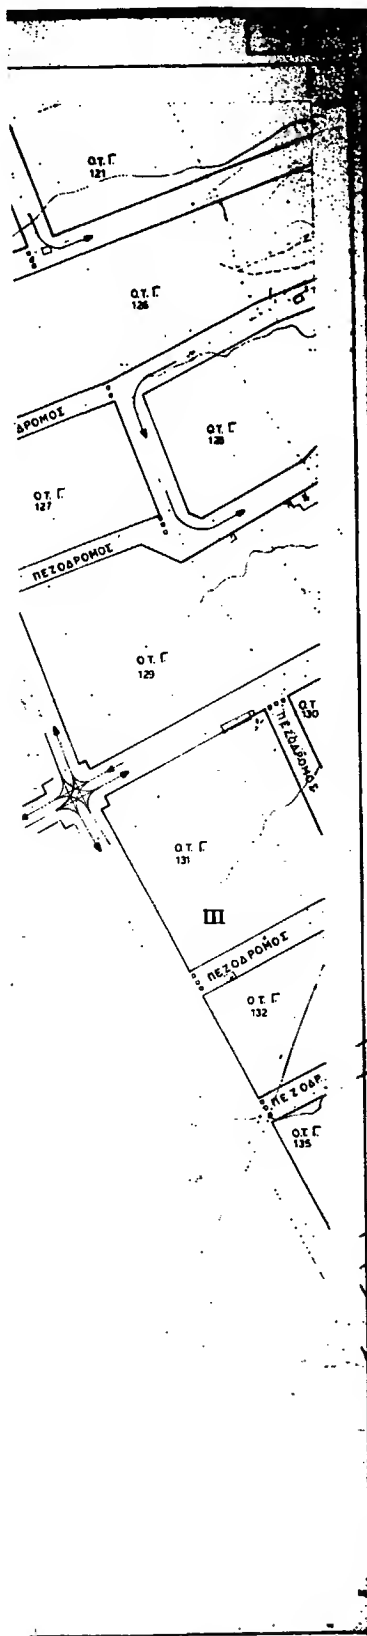 Ο.Τ. Γ.
121
Ο.Τ. Γ.
126
ΔΡΟΜΟΣ
Ο.Τ. Γ.
128
Ο.Τ. Γ.
127
ΠΕΖΟΔΡΟΜΟΣ
Ο.Τ. Γ.
129
Ο.Τ.
130
ΠΕΖΟΔΡΟΜΟΣ
Ο.Τ. Γ.
131
III
ΠΕΖΟΔΡΟΜΟΣ
Ο.Τ. Γ.
132
ΠΕΖΟΔΡ.
Ο.Τ. Γ.
135